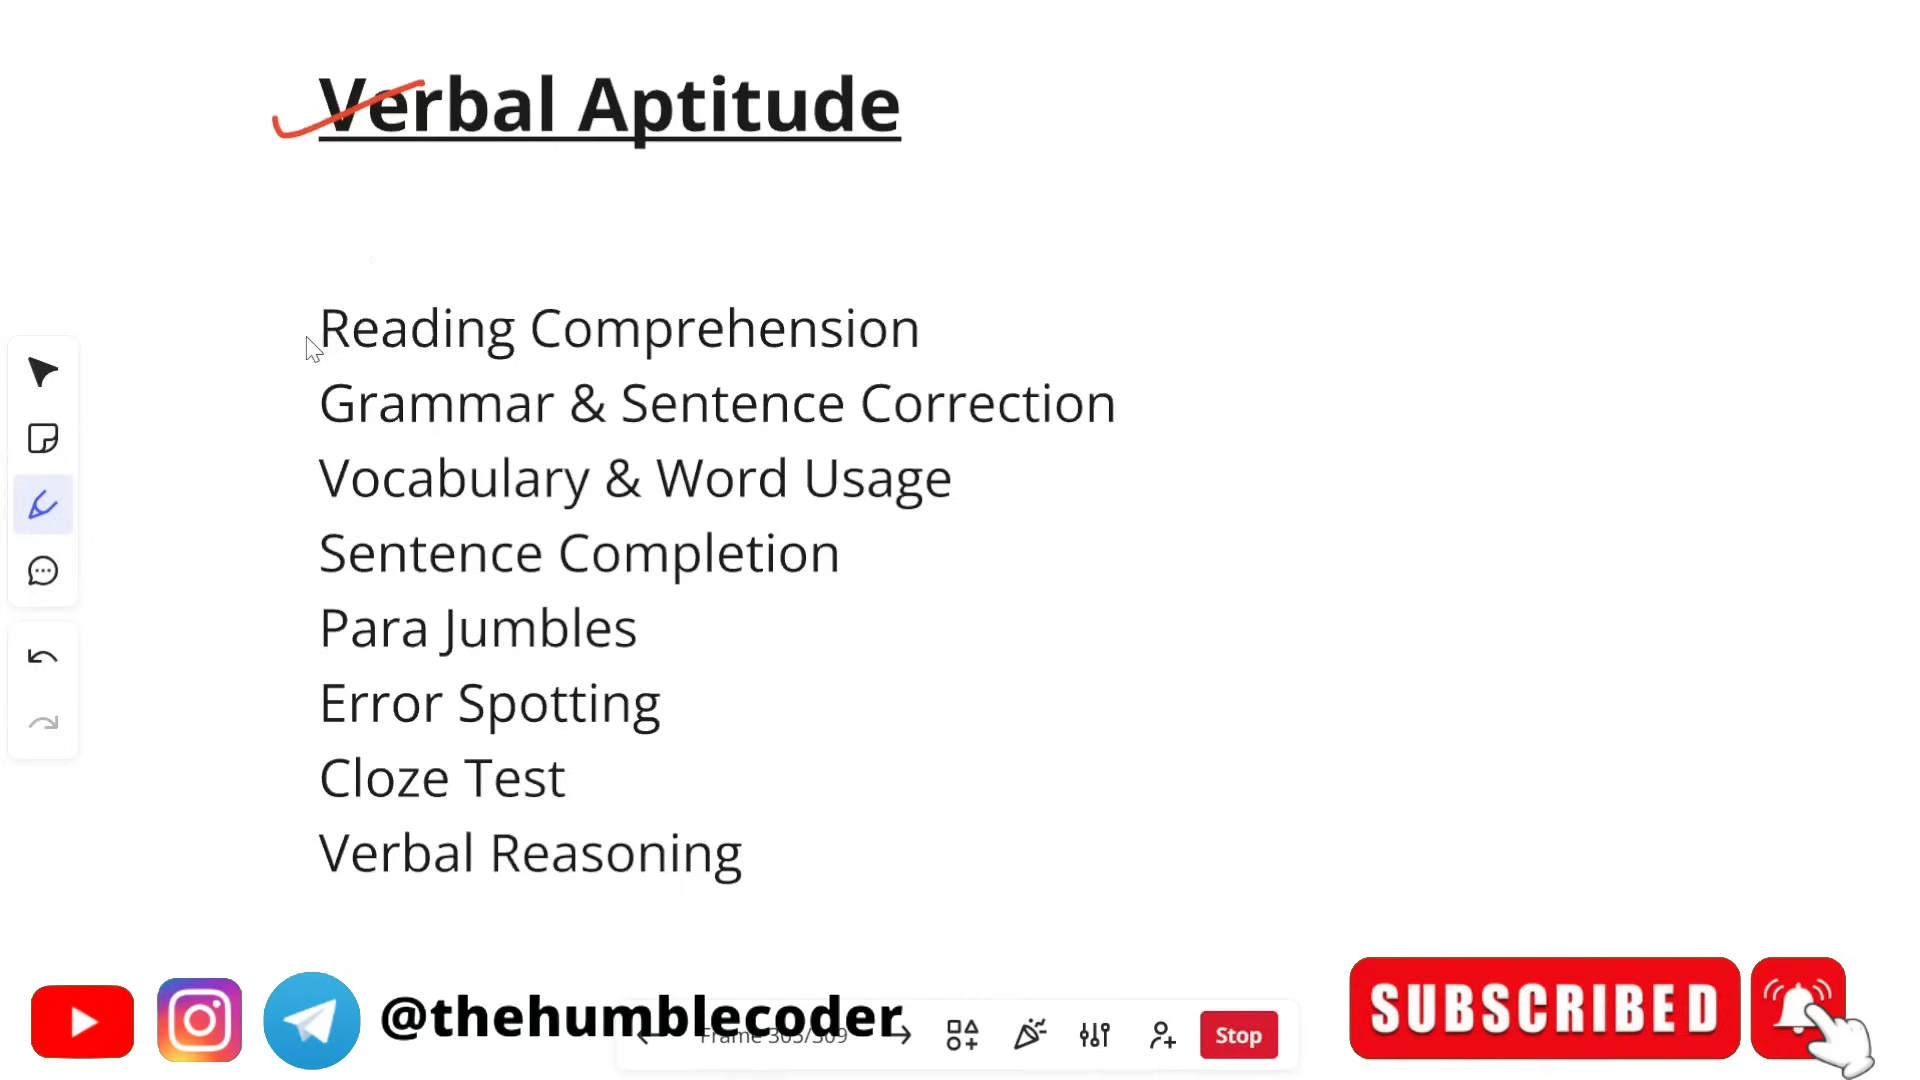 Verbal Aptitude
Reading Comprehension
Grammar & Sentence Correction
Vocabulary & Word Usage
Sentence Completion
Para Jumbles
Error Spotting
Cloze Test
Verbal Reasoning
@thehumblecoder
Stop
SUBSCRIBED